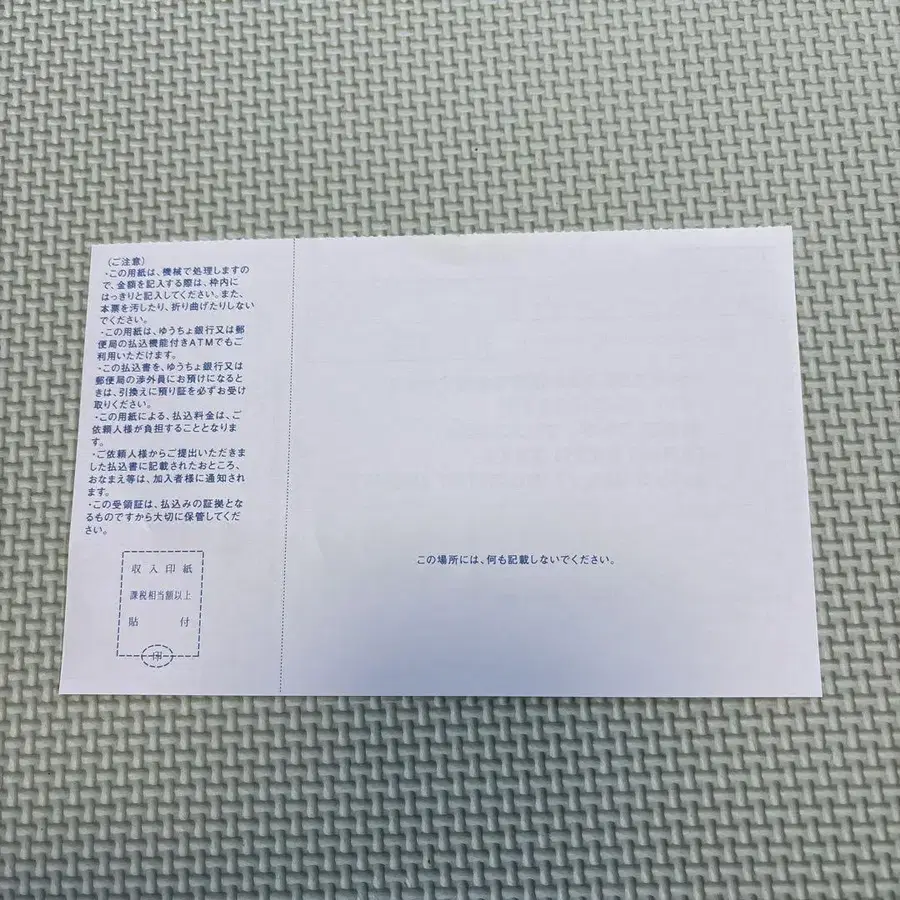 (ご注意)
・この用紙は、機械で処理しますの
で、金額を記入する際は、枠内に
はっきりと記入してください。また、
本票を汚したり、折り曲げたりしない
でください。
・この用紙は、ゆうちょ銀行又は郵
便局の払込機能付きATMでもご
利用いただけます。
・この払込書を、ゆうちょ銀行又は
郵便局の渉外員にお預けになると
きは、引換えに預り証を必ずお受け
取りください。
・この用紙による、払込料金は、ご
依頼人様が負担することとなりま
す。
・ご依頼人様からご提出いただきま
した払込書に記載されたおところ、
おなまえ等は、加入者様に通知され
ます。
・この受領証は、払込みの証拠とな
るものですから大切に保管してくだ
さい。
収入印紙
課税相当額以上
貼付
印
この場所には、何も記載しないでください。